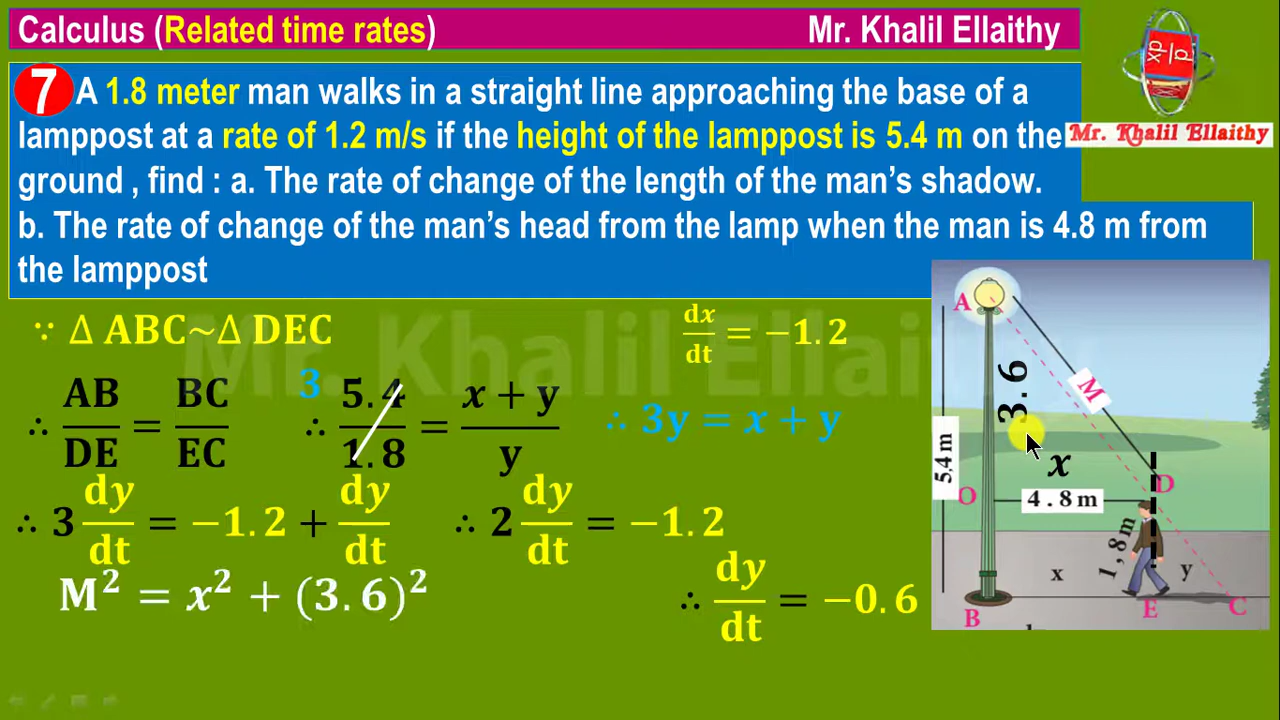 Calculus (Related time rates) Mr. Khalil Ellaithy
dx
dy
Mr. Khalil Ellaithy
7 A 1.8 meter man walks in a straight line approaching the base of a
lamppost at a rate of 1.2 m/s if the height of the lamppost is 5.4 m on the
ground , find : a. The rate of change of the length of the man's shadow.
b. The rate of change of the man's head from the lamp when the man is 4.8 m from
the lamppost
Mr. Khalil Ellaithy
∵ Δ ABC~Δ DEC
dx/dt = −1.2
∴ AB/DE = BC/EC
3
∴ 5.4/1.8 = x + y/y
∴ 3y = x + y
∴ 3 dy/dt = −1.2 + dy/dt
∴ 2 dy/dt = −1.2
M² = x² + (3.6)²
∴ dy/dt = −0.6
A
M
3.6
5,4 m
x
D
O
4.8m
1,8 m
x
y
B
E
C